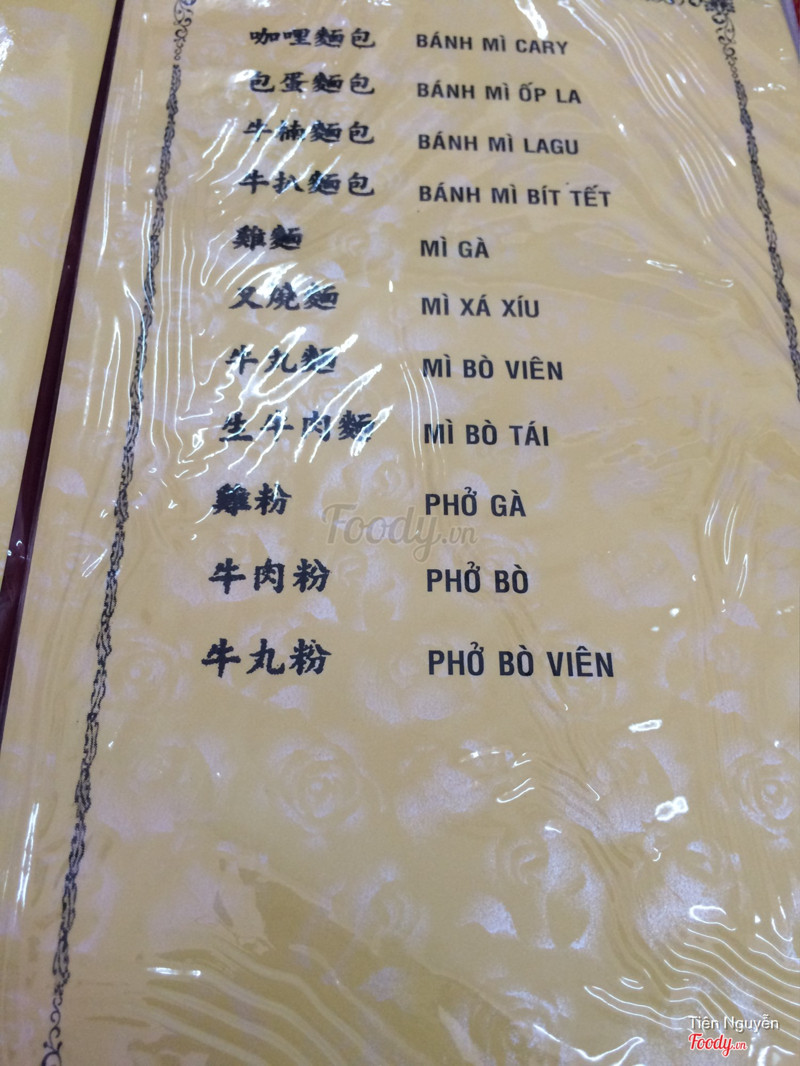 咖哩麵包 BÁNH MÌ CARY
包蛋麵包 BÁNH MÌ ỐP LA
牛楠麵包 BÁNH MÌ LAGU
牛扒麵包 BÁNH MÌ BÍT TẾT
雞麵 MÌ GÀ
叉燒麵 MÌ XÁ XÍU
牛丸麵 MÌ BÒ VIÊN
生牛肉麵 MÌ BÒ TÁI
雞粉 PHỞ GÀ
Foody.vn
牛肉粉 PHỞ BÒ
牛丸粉 PHỞ BÒ VIÊN
Tiên Nguyễn
Foody.vn